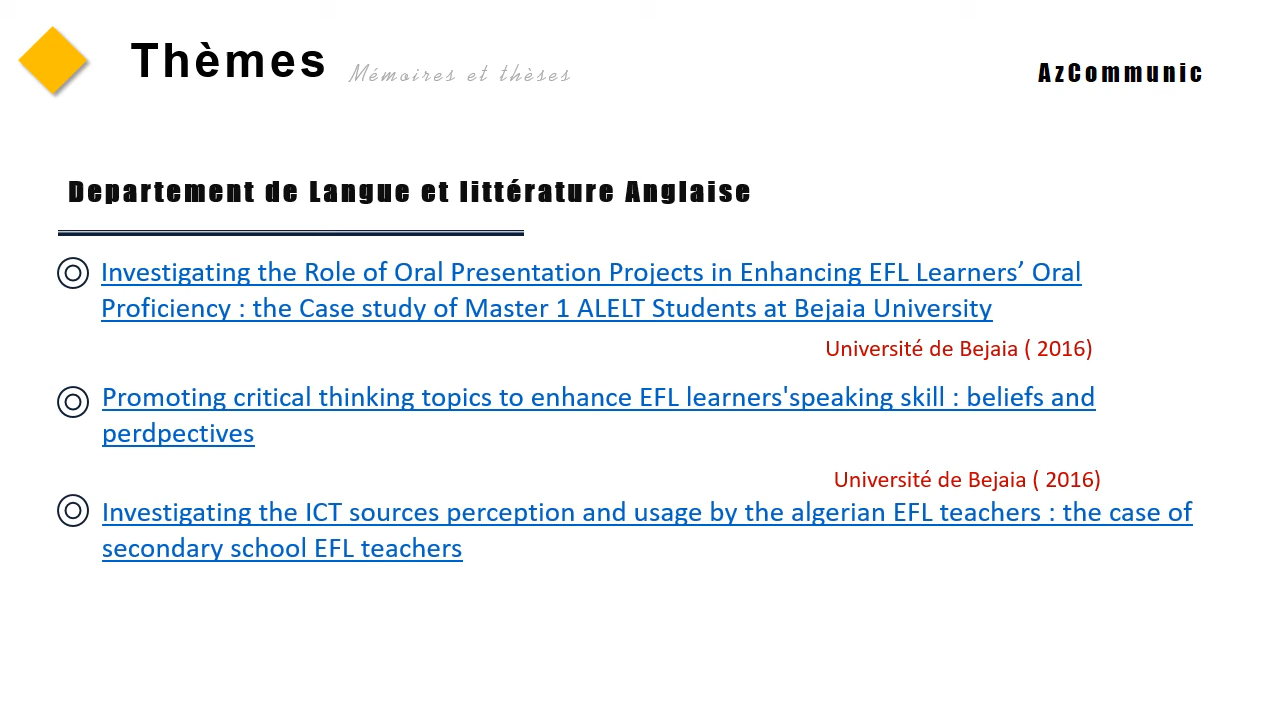 Thèmes Mémoires et thèses
AzCommunic
Departement de Langue et littérature Anglaise
Investigating the Role of Oral Presentation Projects in Enhancing EFL Learners’ Oral
Proficiency : the Case study of Master 1 ALELT Students at Bejaia University
Université de Bejaia ( 2016)
Promoting critical thinking topics to enhance EFL learners'speaking skill : beliefs and
perdpectives
Université de Bejaia ( 2016)
Investigating the ICT sources perception and usage by the algerian EFL teachers : the case of
secondary school EFL teachers